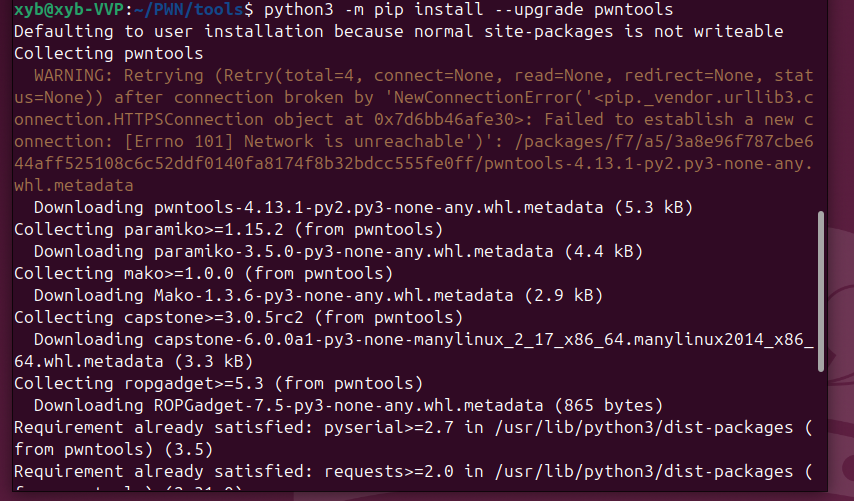 xyb@xyb-VVP:~/PWN/tools$ python3 -m pip install --upgrade pwntools
Defaulting to user installation because normal site-packages is not writeable
Collecting pwntools
  WARNING: Retrying (Retry(total=4, connect=None, read=None, redirect=None, stat
us=None)) after connection broken by 'NewConnectionError('<pip._vendor.urllib3.c
onnection.HTTPSConnection object at 0x7d6bb46afe30>: Failed to establish a new c
onnection: [Errno 101] Network is unreachable')': /packages/f7/a5/3a8e96f787cbe6
44aff525108c6c52ddf0140fa8174f8b32bdcc555fe0ff/pwntools-4.13.1-py2.py3-none-any.
whl.metadata
  Downloading pwntools-4.13.1-py2.py3-none-any.whl.metadata (5.3 kB)
Collecting paramiko>=1.15.2 (from pwntools)
  Downloading paramiko-3.5.0-py3-none-any.whl.metadata (4.4 kB)
Collecting mako>=1.0.0 (from pwntools)
  Downloading Mako-1.3.6-py3-none-any.whl.metadata (2.9 kB)
Collecting capstone>=3.0.5rc2 (from pwntools)
  Downloading capstone-6.0.0a1-py3-none-manylinux_2_17_x86_64.manylinux2014_x86_
64.whl.metadata (3.3 kB)
Collecting ropgadget>=5.3 (from pwntools)
  Downloading ROPGadget-7.5-py3-none-any.whl.metadata (865 bytes)
Requirement already satisfied: pyserial>=2.7 in /usr/lib/python3/dist-packages (
from pwntools) (3.5)
Requirement already satisfied: requests>=2.0 in /usr/lib/python3/dist-packages (